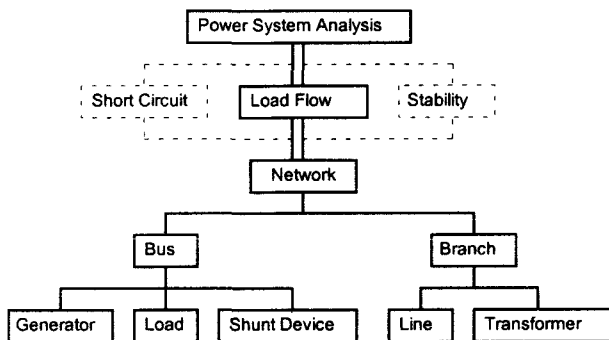 Power System Analysis
Short Circuit
Load Flow
Stability
Network
Bus
Branch
Generator
Load
Shunt Device
Line
Transformer